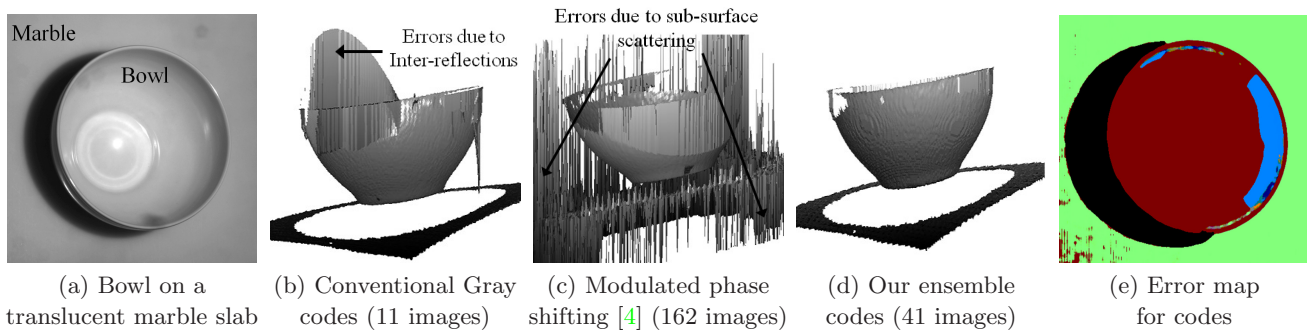 Marble
Bowl
Errors due to
Inter-reflections
Errors due to sub-surface
scattering
(a) Bowl on a
translucent marble slab
(b) Conventional Gray
codes (11 images)
(c) Modulated phase
shifting [4] (162 images)
(d) Our ensemble
codes (41 images)
(e) Error map
for codes